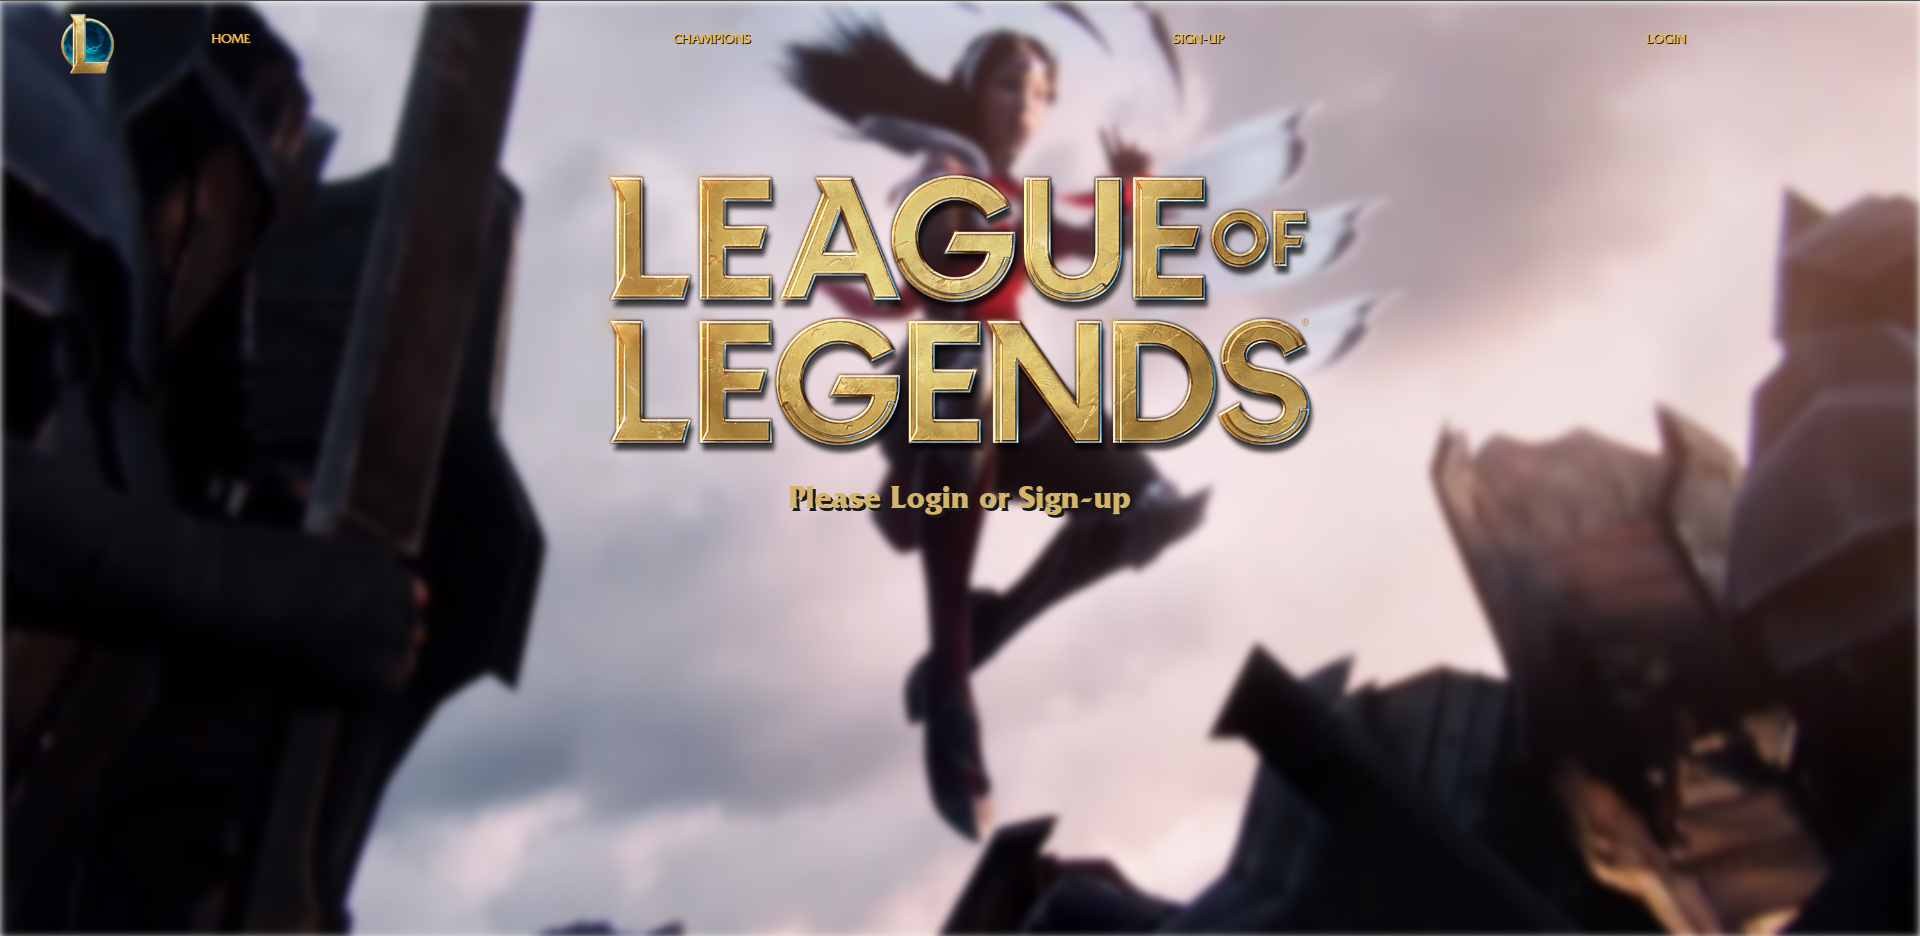 HOME
CHAMPIONS
SIGN-UP
LOGIN
LEAGUE OF
LEGENDS®
Please Login or Sign-up